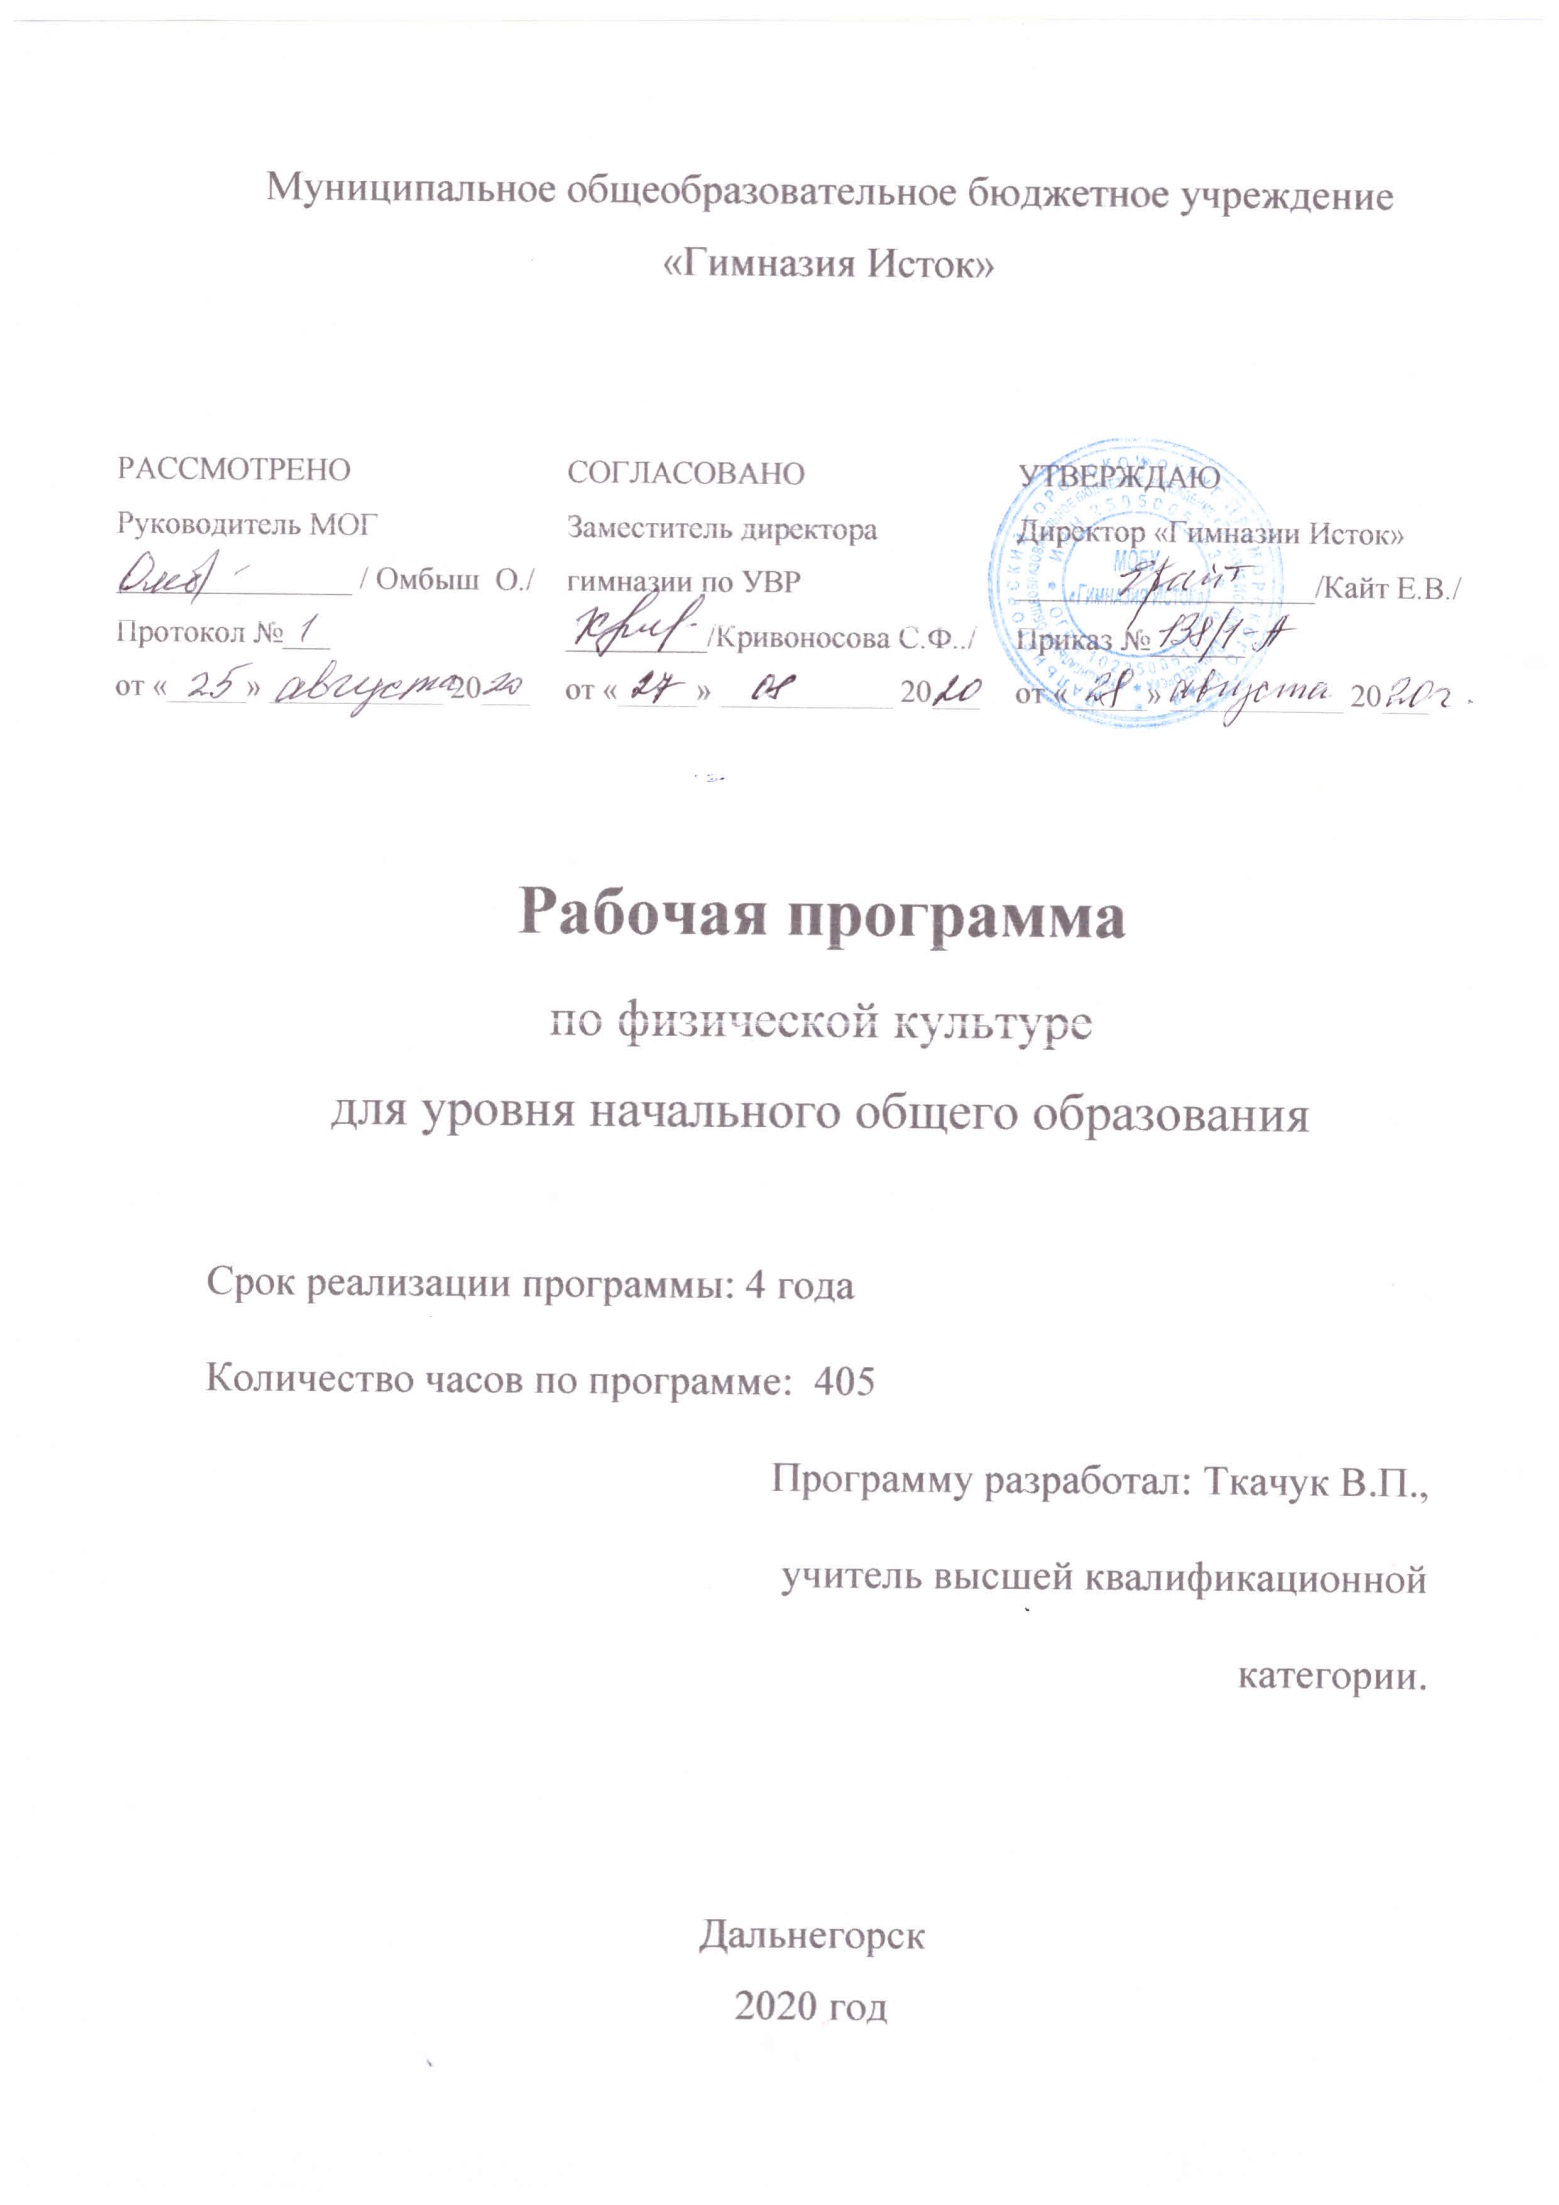 Муниципальное общеобразовательное бюджетное учреждение
«Гимназия Исток»
РАССМОТРЕНО
Руководитель МОГ
/ Омбыш О./
Протокол № 1
от « 25 » августа 2020
СОГЛАСОВАНО
Заместитель директора
гимназии по УВР
/Кривоносова С.Ф../
от « 27 » 08 2020
УТВЕРЖДАЮ
Директор «Гимназии Исток»
/Кайт Е.В./
Приказ № 138/1-А
от « 28 » августа 2020г.
МОБУ
«ГИМНАЗИЯ ИСТОК»
Рабочая программа
по физической культуре
для уровня начального общего образования
Срок реализации программы: 4 года
Количество часов по программе: 405
Программу разработал: Ткачук В.П.,
учитель высшей квалификационной
категории.
Дальнегорск
2020 год